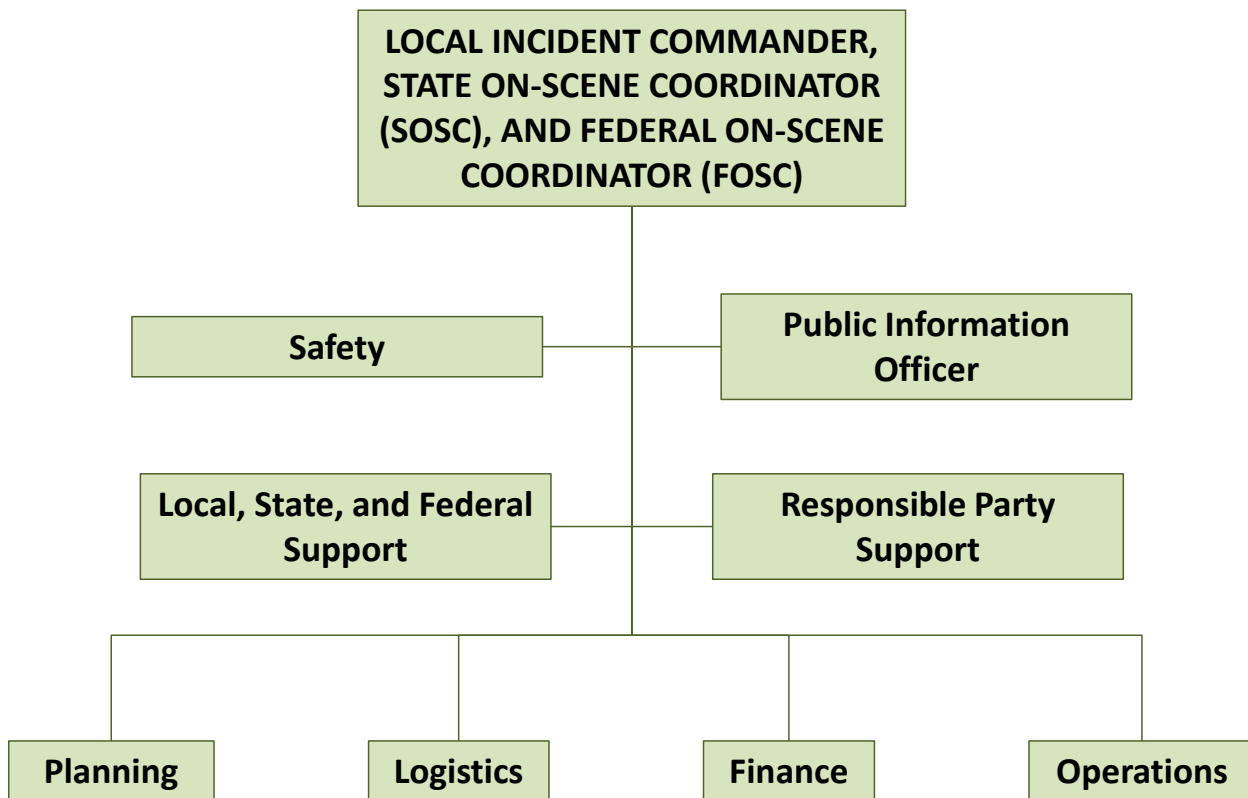 LOCAL INCIDENT COMMANDER,
STATE ON-SCENE COORDINATOR
(SOSC), AND FEDERAL ON-SCENE
COORDINATOR (FOSC)
Safety
Public Information
Officer
Local, State, and Federal
Support
Responsible Party
Support
Planning
Logistics
Finance
Operations